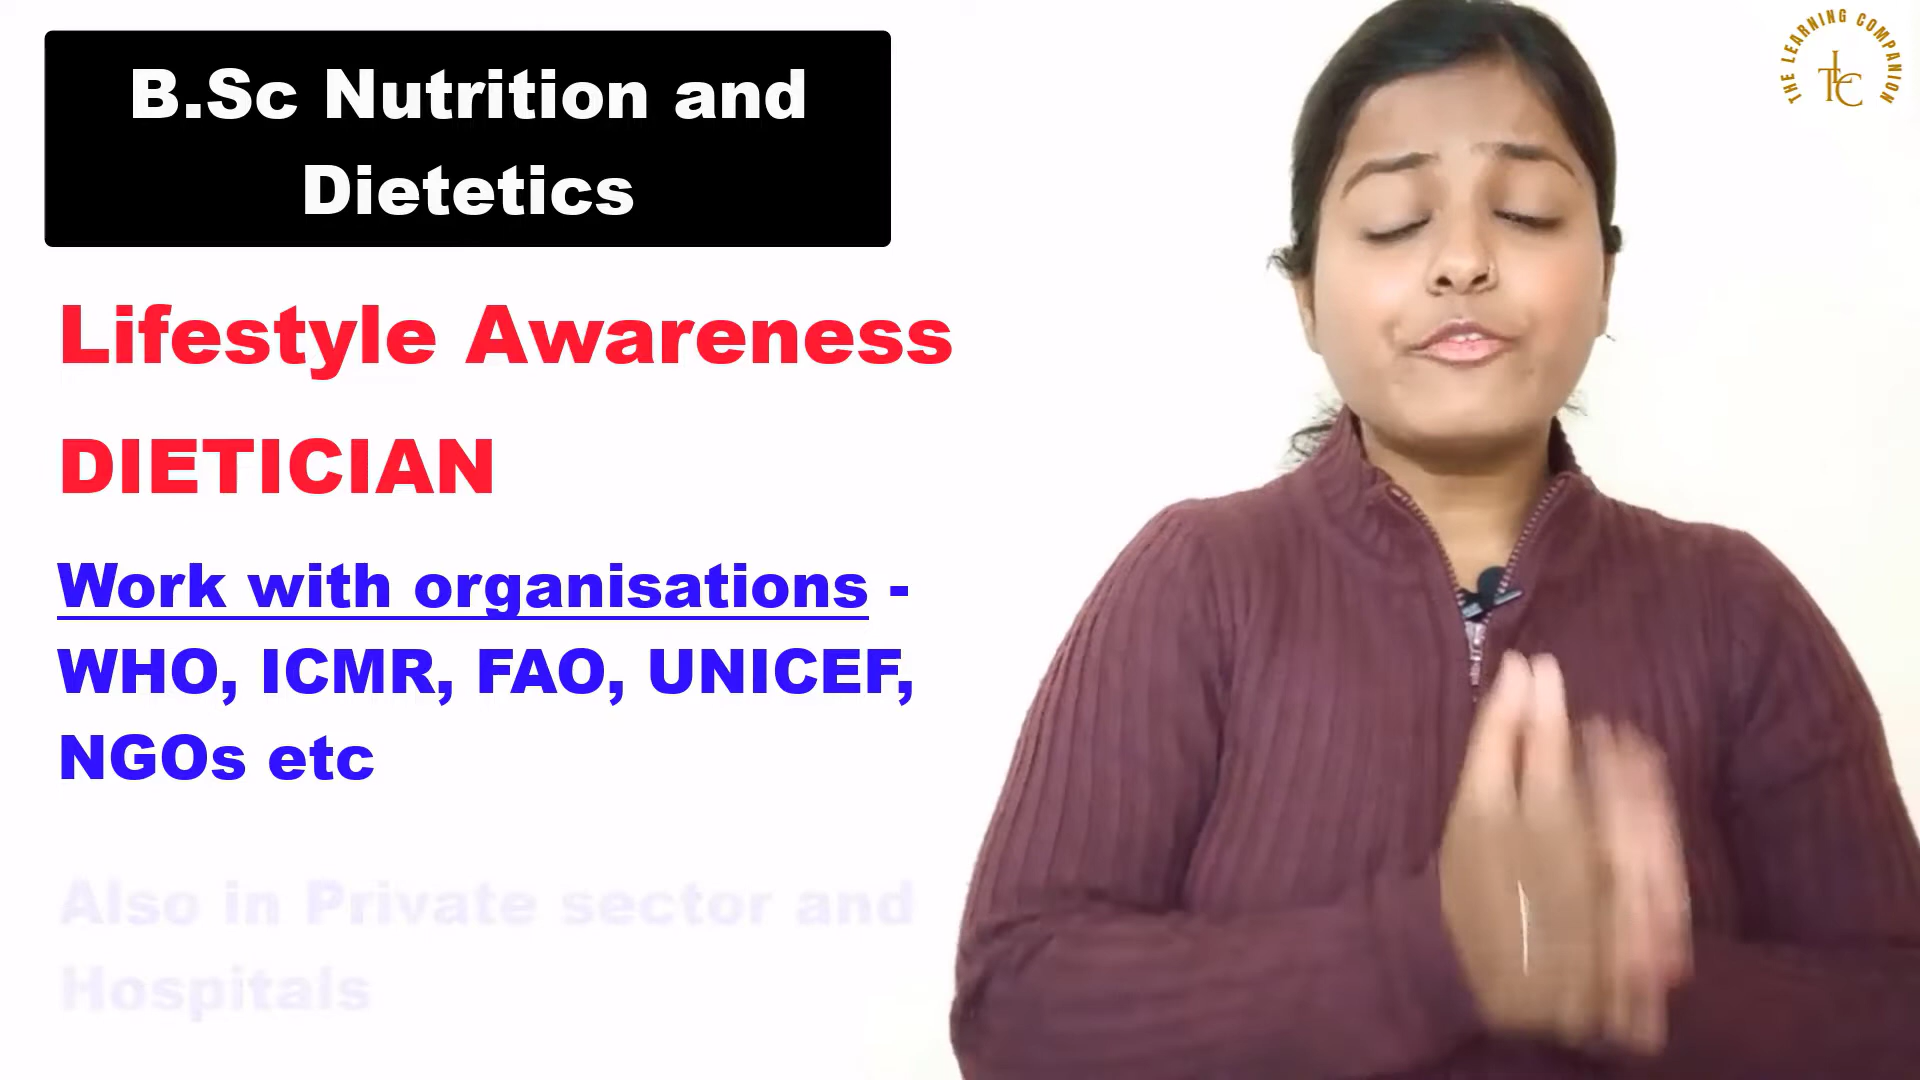 B.Sc Nutrition and
Dietetics
Lifestyle Awareness
DIETICIAN
Work with organisations -
WHO, ICMR, FAO, UNICEF,
NGOs etc
Also in Private sector and
Hospitals
THE LEARNING COMPANION
TLC